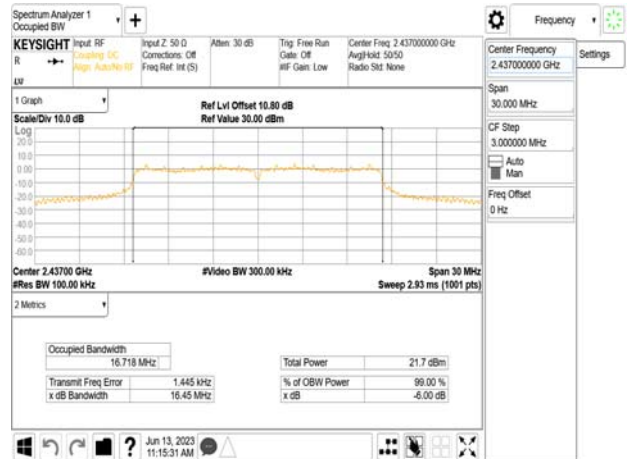 Spectrum Analyzer 1
Occupied BW
+
Frequency
KEYSIGHT
R
LXI
Input: RF
Coupling: DC
Align: Auto/No RF
Input Z: 50 Ω
Corrections: Off
Freq Ref: Int (S)
Atten: 30 dB
Trig: Free Run
Gate: Off
#IF Gain: Low
Center Freq: 2.437000000 GHz
Avg|Hold: 50/50
Radio Std: None
Center Frequency
2.437000000 GHz
Settings
Span
30.000 MHz
CF Step
3.000000 MHz
Auto
Man
Freq Offset
0 Hz
1 Graph
Scale/Div 10.0 dB
Ref Lvl Offset 10.80 dB
Ref Value 30.00 dBm
Log
20.0
10.0
0.00
-10.0
-20.0
-30.0
-40.0
-50.0
-60.0
Center 2.43700 GHz
#Res BW 100.00 kHz
#Video BW 300.00 kHz
Span 30 MHz
Sweep 2.93 ms (1001 pts)
2 Metrics
Occupied Bandwidth
16.718 MHz
Transmit Freq Error 1.445 kHz
x dB Bandwidth 16.45 MHz
Total Power 21.7 dBm
% of OBW Power 99.00 %
x dB -6.00 dB
?
Jun 13, 2023
11:15:31 AM